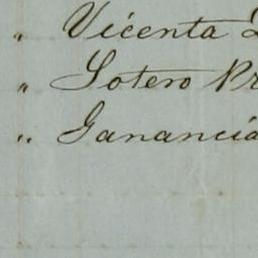 " Vicenta
" Sotero
" Ganancia